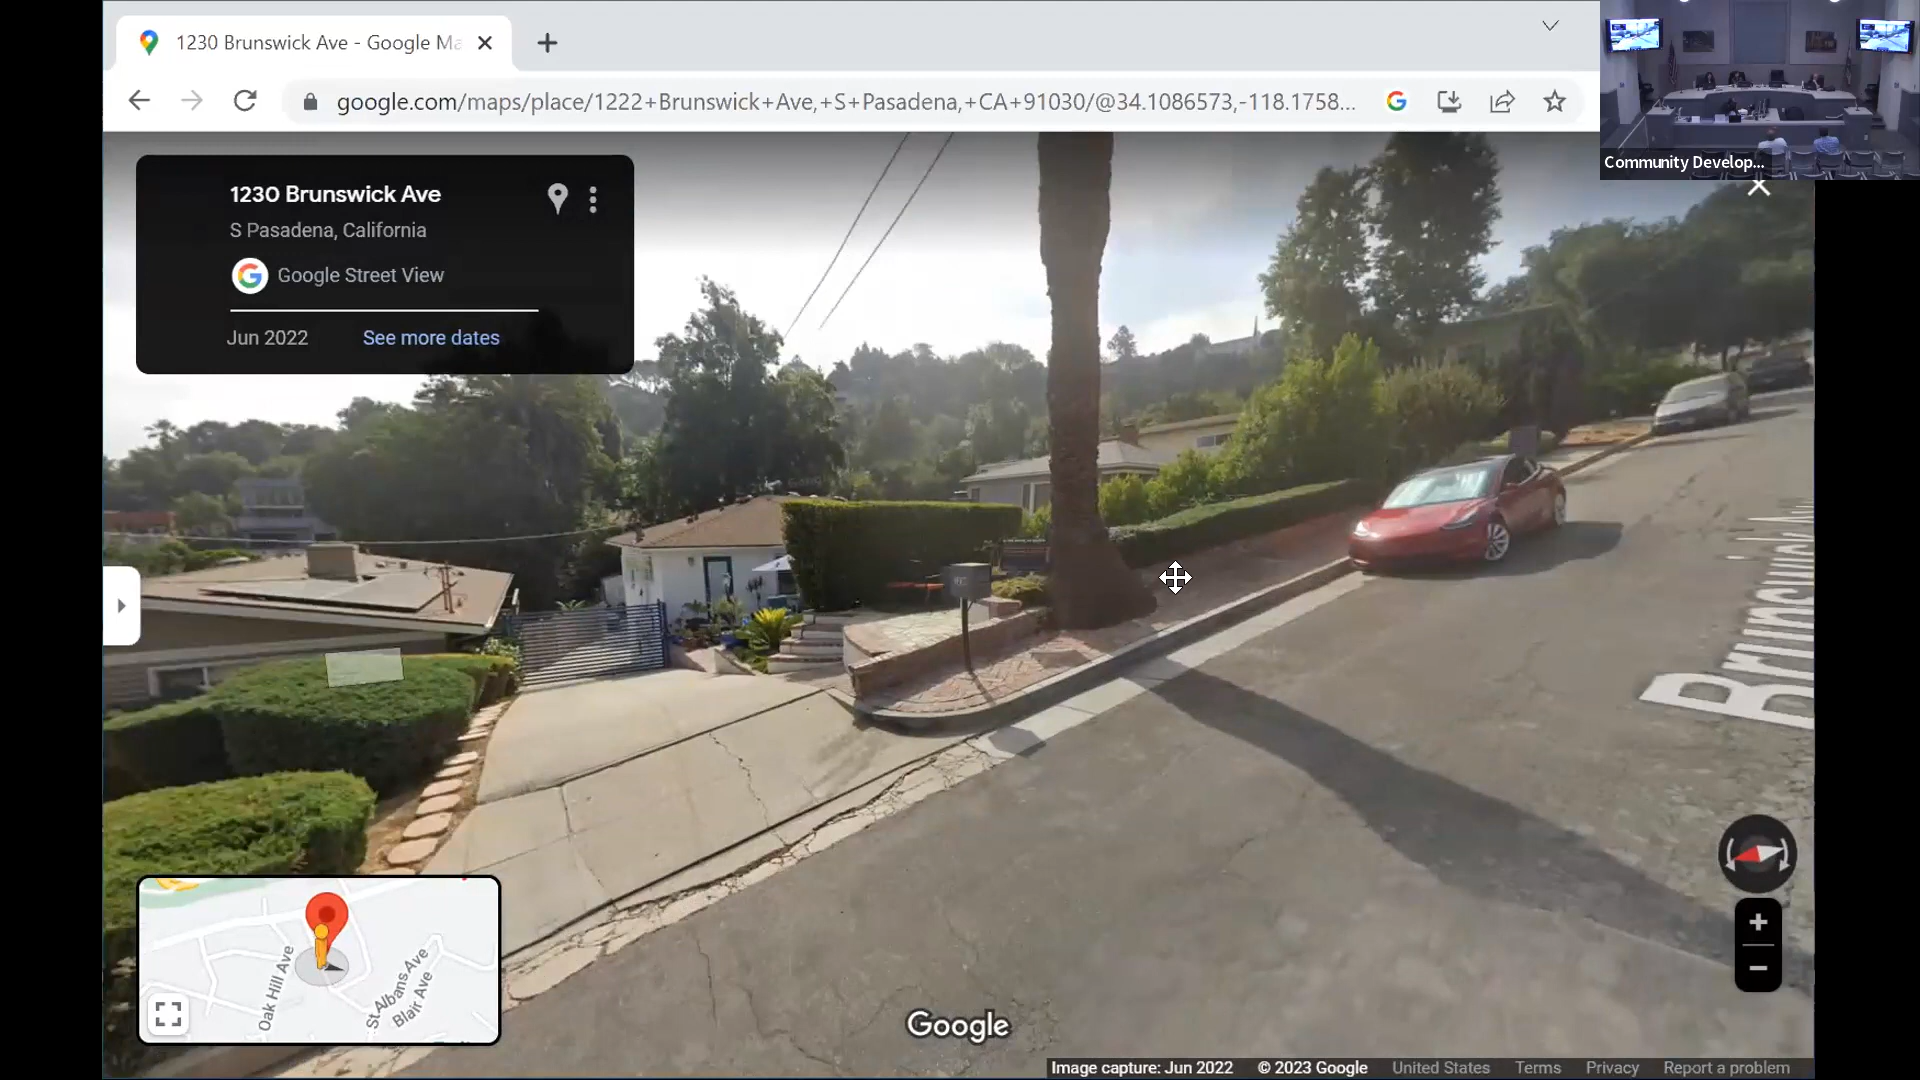 1230 Brunswick Ave - Google Ma
google.com/maps/place/1222+Brunswick+Ave,+S+Pasadena,+CA+91030/@34.1086573,-118.1758...
Community Develop...
1230 Brunswick Ave
S Pasadena, California
Google Street View
Jun 2022
See more dates
Brunswick
Oak Hill Ave
St Albans Ave
Blair Ave
Google
Image capture: Jun 2022
© 2023 Google
United States
Terms
Privacy
Report a problem